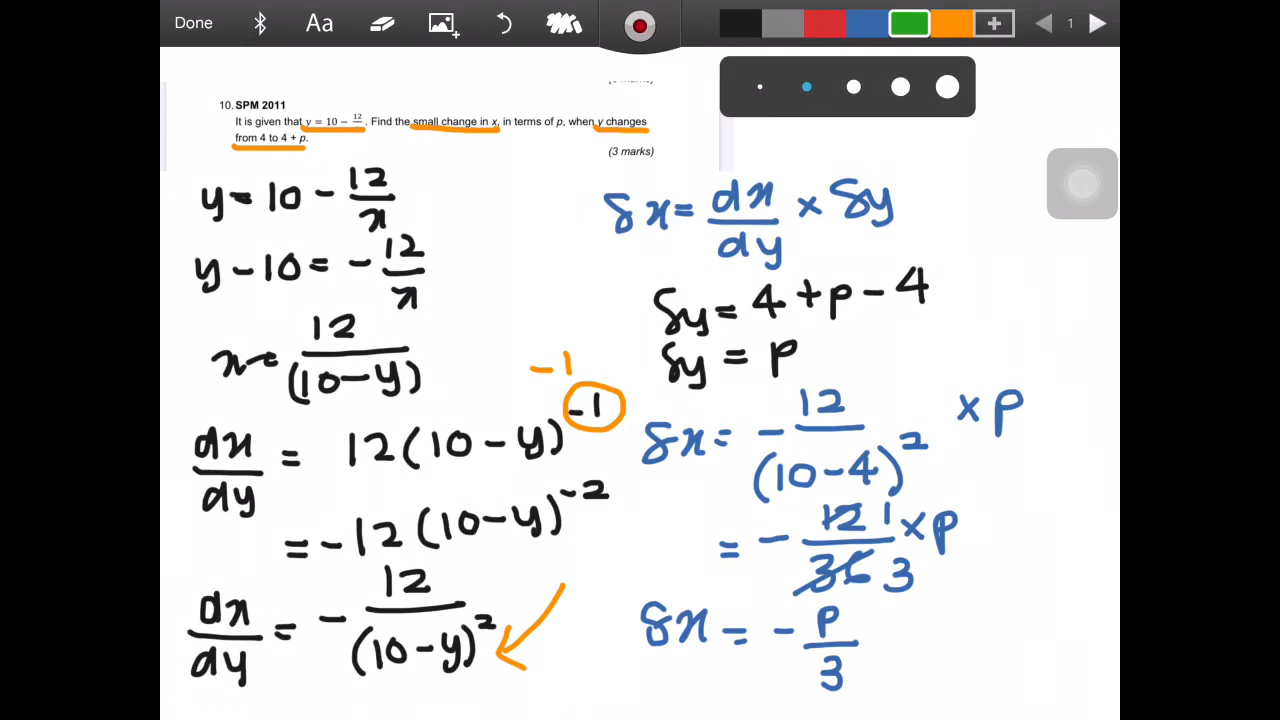 Done Aa 1
(3 marks)
10. SPM 2011
It is given that y = 10 − 12/ . Find the small change in x, in terms of p, when y changes
from 4 to 4 + p.
(3 marks)
y = 10 − 12/x
y − 10 = − 12/x
x = 12/(10 − y)
−1
dx/dy = 12(10 − y)^−1
= −12(10 − y)^−2
dx/dy = − 12/(10 − y)^2
δx = dx/dy × δy
δy = 4 + p − 4
δy = p
δx = − 12/(10 − 4)^2 × p
= − 12 1/36 3 × p
δx = − p/3